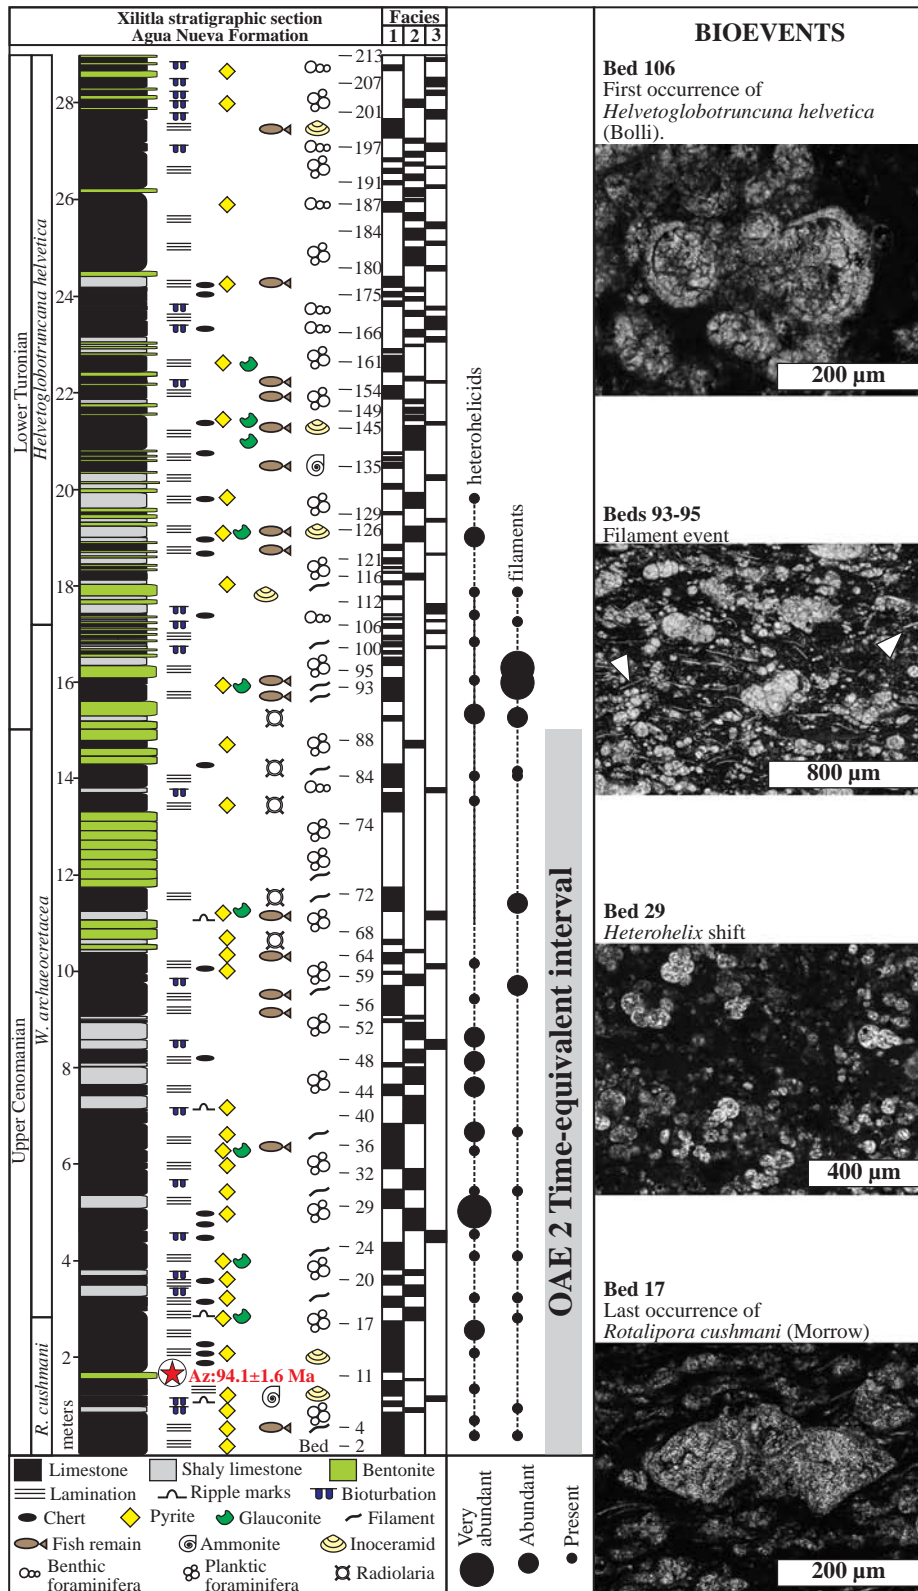 Xilitla stratigraphic section
Agua Nueva Formation
Facies
1 2 3
BIOEVENTS
Lower Turonian
Upper Cenomanian
Helvetoglobotruncana helvetica
W. archaeocretacea
R. cushmani
meters
28
26
24
22
20
18
16
14
12
10
8
6
4
2
213
207
201
197
191
187
184
180
175
166
161
154
149
145
135
129
126
121
116
112
106
100
95
93
88
84
74
72
68
64
59
56
52
48
44
40
36
32
29
24
20
17
11
4
Bed – 2
Az:94.1±1.6 Ma
heterohelicids
filaments
OAE 2 Time-equivalent interval
Bed 106
First occurrence of
Helvetoglobotruncuna helvetica
(Bolli).
200 µm
Beds 93-95
Filament event
800 µm
Bed 29
Heterohelix shift
400 µm
Bed 17
Last occurrence of
Rotalipora cushmani (Morrow)
200 µm
Limestone
Shaly limestone
Bentonite
Lamination
Ripple marks
Bioturbation
Chert
Pyrite
Glauconite
Filament
Fish remain
Ammonite
Inoceramid
Benthic
foraminifera
Planktic
foraminifera
Radiolaria
Very
abundant
Abundant
Present